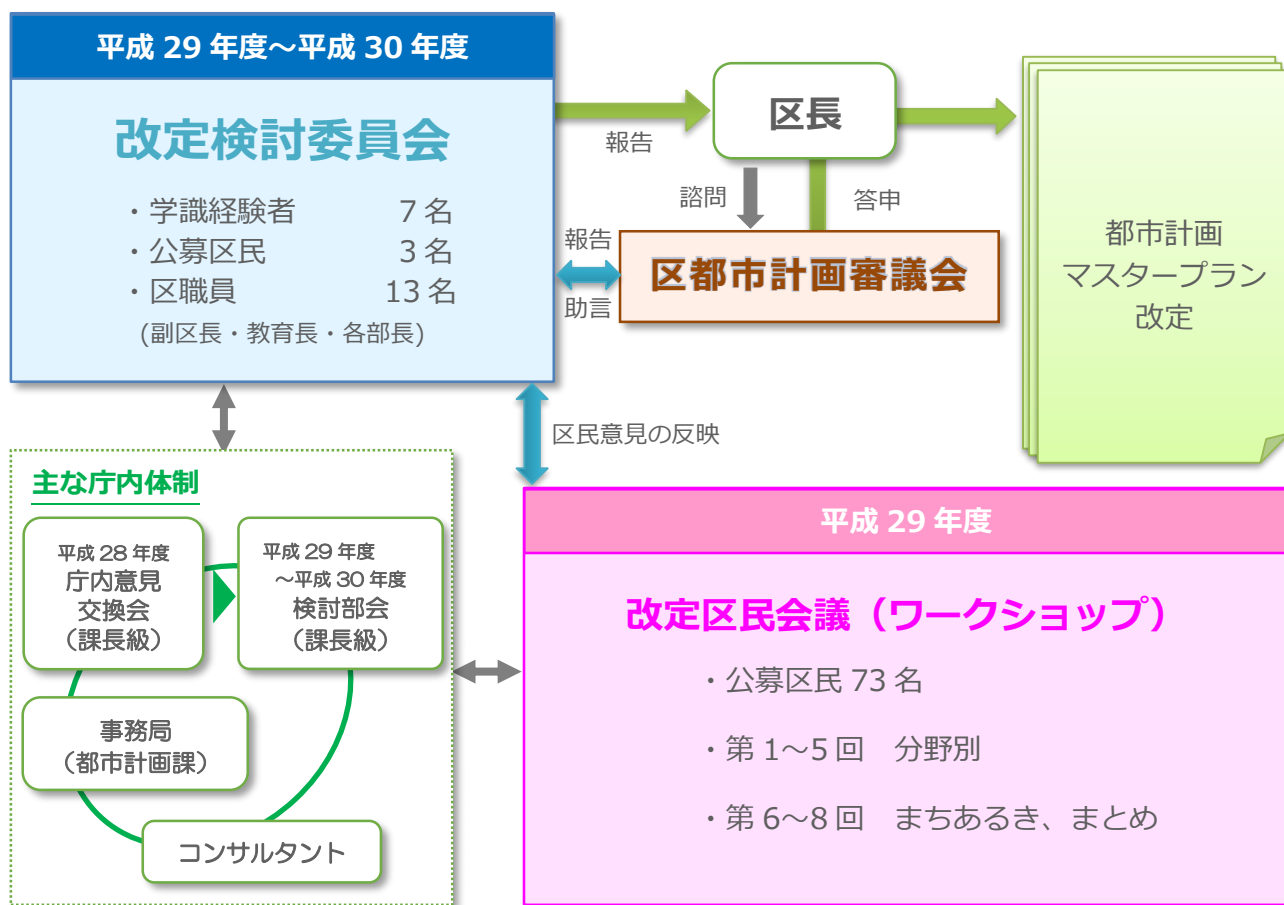 平成 29 年度～平成 30 年度
改定検討委員会
・学識経験者 7 名
・公募区民 3 名
・区職員 13 名
(副区長・教育長・各部長)
報告
区長
諮問
答申
報告
助言
区都市計画審議会
都市計画
マスタープラン
改定
区民意見の反映
主な庁内体制
平成 28 年度
庁内意見
交換会
（課長級）
平成 29 年度
～平成 30 年度
検討部会
（課長級）
事務局
（都市計画課）
コンサルタント
平成 29 年度
改定区民会議（ワークショップ）
・公募区民 73 名
・第 1～5 回　分野別
・第 6～8 回　まちあるき、まとめ